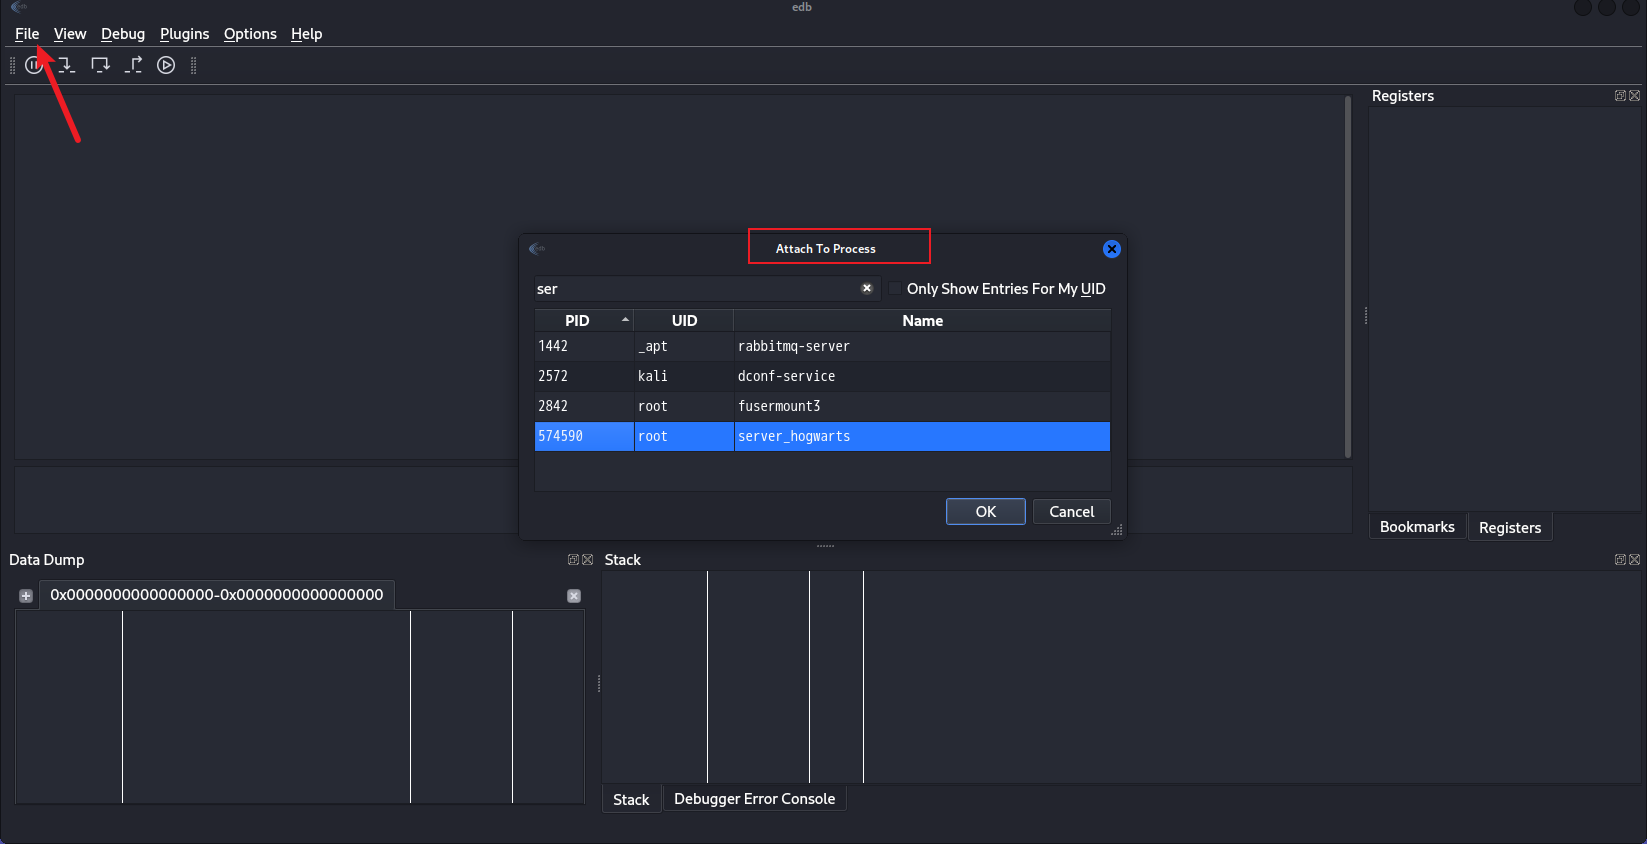 edb
File View Debug Plugins Options Help
Registers
Attach To Process
ser
Only Show Entries For My UID
PID UID Name
1442 _apt rabbitmq-server
2572 kali dconf-service
2842 root fusermount3
574590 root server_hogwarts
OK Cancel
Bookmarks Registers
Data Dump
Stack
0x0000000000000000-0x0000000000000000
Stack Debugger Error Console